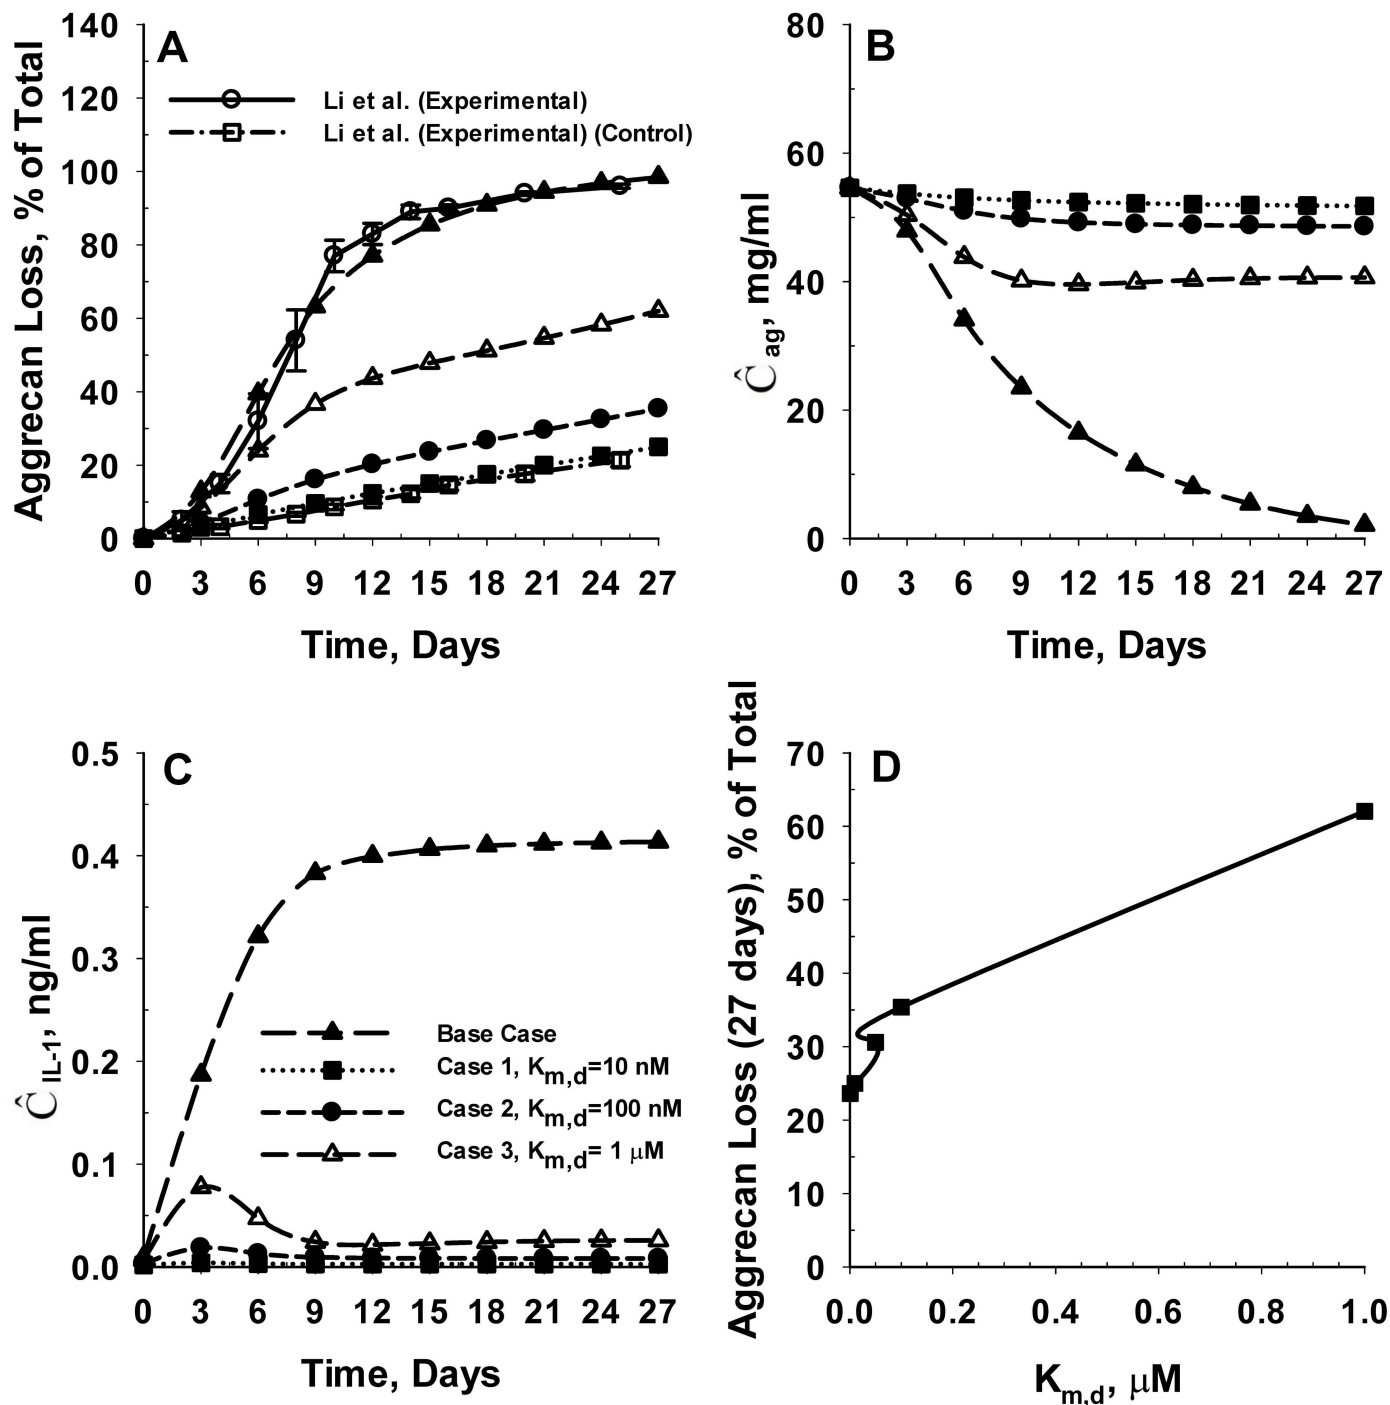 A
Aggrecan Loss, % of Total
140
120
100
80
60
40
20
0
Li et al. (Experimental)
Li et al. (Experimental) (Control)
0 3 6 9 12 15 18 21 24 27
Time, Days
B
Ĉag, mg/ml
80
60
40
20
0
0 3 6 9 12 15 18 21 24 27
Time, Days
C
ĈIL-1, ng/ml
0.5
0.4
0.3
0.2
0.1
0.0
Base Case
Case 1, Km,d=10 nM
Case 2, Km,d=100 nM
Case 3, Km,d= 1 μM
0 3 6 9 12 15 18 21 24 27
Time, Days
D
Aggrecan Loss (27 days), % of Total
70
60
50
40
30
20
10
0
0.0 0.2 0.4 0.6 0.8 1.0
Km,d, μM